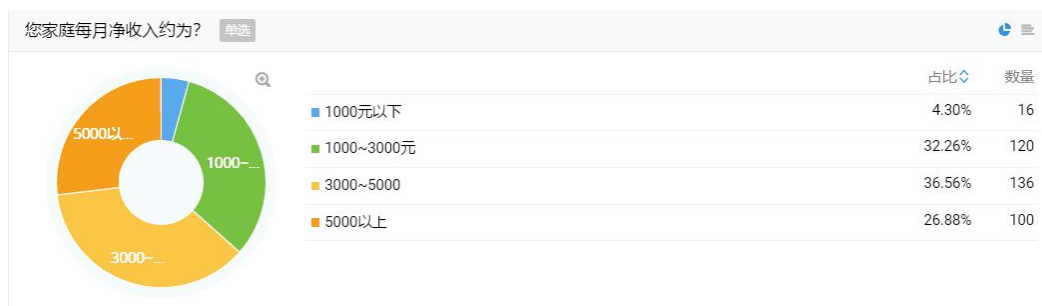 您家庭每月净收入约为? 单选
占比 数量
1000元以下 4.30% 16
1000~3000元 32.26% 120
3000~5000 36.56% 136
5000以上 26.88% 100
5000以...
1000~...
3000~...